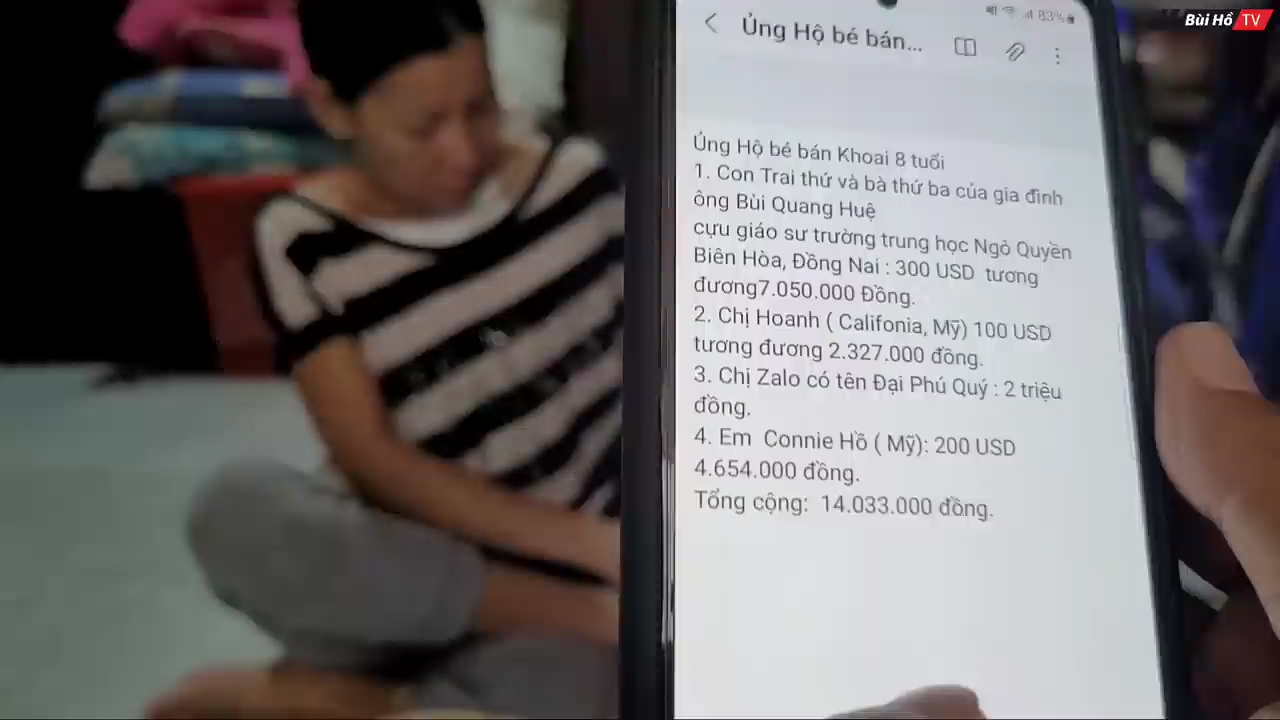 Bùi Hồ TV
83%
Ủng Hộ bé bán...
Ủng Hộ bé bán Khoai 8 tuổi
1. Con Trai thứ và bà thứ ba của gia đình
ông Bùi Quang Huệ
cựu giáo sư trường trung học Ngô Quyền
Biên Hòa, Đồng Nai : 300 USD tương
đương7.050.000 Đồng.
2. Chị Hoanh ( Califonia, Mỹ) 100 USD
tương đương 2.327.000 đồng.
3. Chị Zalo có tên Đại Phú Quý : 2 triệu
đồng.
4. Em Connie Hồ ( Mỹ): 200 USD
4.654.000 đồng.
Tổng cộng: 14.033.000 đồng.